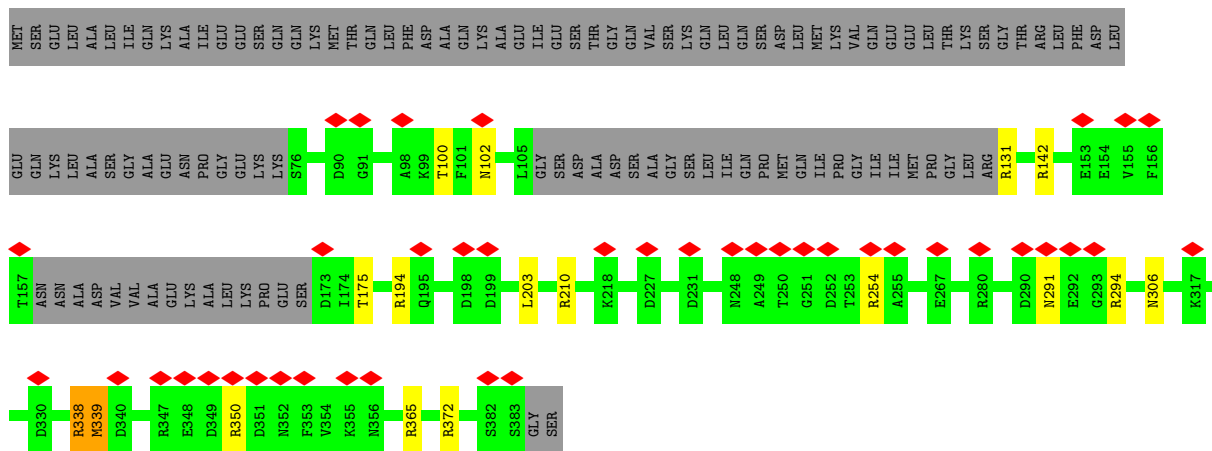 MET SER GLU LEU ALA LEU ILE GLN LYS ALA ILE GLU GLU SER GLN GLN LYS MET THR GLN LEU PHE ASP ALA GLN LYS ALA GLU ILE GLU SER THR GLY GLN VAL SER LYS GLN LEU GLN SER ASP LEU MET LYS VAL GLN GLU GLU LEU THR LYS SER GLY THR ARG LEU PHE ASP LEU
GLU GLN LYS LEU ALA SER GLY ALA GLU ASN PRO GLY GLU LYS LYS S76 D90 G91 A98 K99 T100 F101 N102 L105 GLY SER ASP ALA ASP SER ALA GLY SER LEU ILE GLN PRO MET GLN ILE PRO GLY ILE ILE MET PRO GLY LEU ARG R131 R142 E153 E154 V155 F156
T157 ASN ASN ALA ASP VAL VAL ALA GLU LYS ALA LEU LYS PRO GLU SER D173 I174 T175 R194 Q195 D198 D199 L203 R210 K218 D227 D231 N248 A249 T250 G251 D252 T253 R254 A255 E267 R280 D290 N291 E292 G293 R294 N306 K317
D330 R338 M339 D340 R347 E348 D349 R350 D351 N352 F353 V354 K355 N356 R365 R372 S382 S383 GLY SER